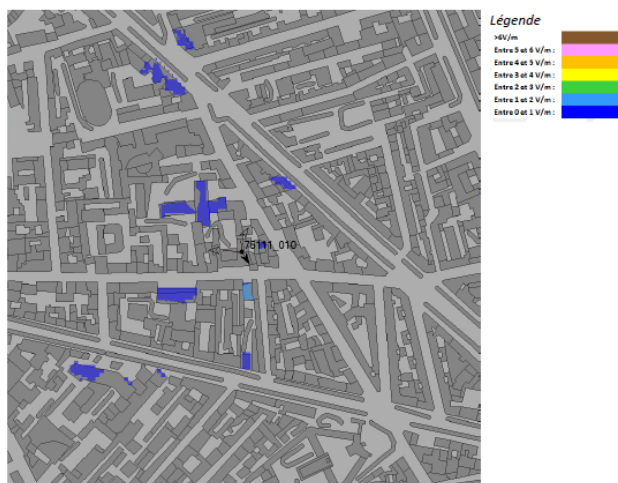 Légende
>6V/m
Entre 5 et 6 V/m :
Entre 4 et 5 V/m :
Entre 3 et 4 V/m :
Entre 2 et 3 V/m :
Entre 1 et 2 V/m :
Entre 0 et 1 V/m :
75111_010